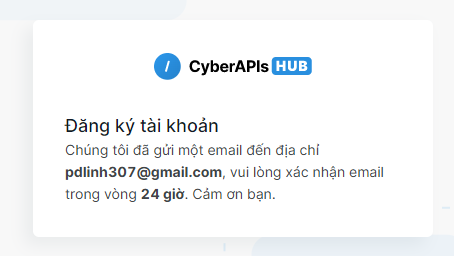 / CyberAPIs HUB
Đăng ký tài khoản
Chúng tôi đã gửi một email đến địa chỉ
pdlinh307@gmail.com, vui lòng xác nhận email
trong vòng 24 giờ. Cảm ơn bạn.